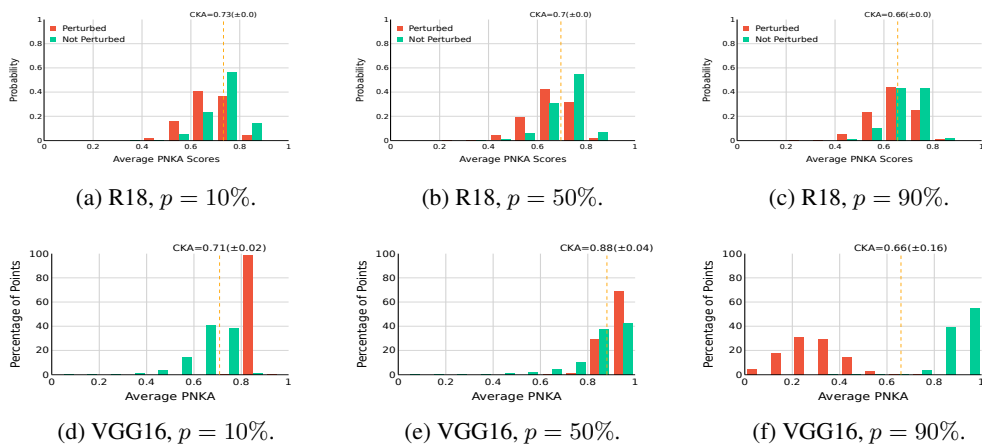 CKA=0.73(±0.0)
1
Perturbed
Not Perturbed
0.8
0.6
0.4
0.2
0
Probability
0 0.2 0.4 0.6 0.8 1
Average PNKA Scores
(a) R18, p = 10%.
CKA=0.7(±0.0)
1
Perturbed
Not Perturbed
0.8
0.6
0.4
0.2
0
Probability
0 0.2 0.4 0.6 0.8 1
Average PNKA Scores
(b) R18, p = 50%.
CKA=0.66(±0.0)
1
Perturbed
Not Perturbed
0.8
0.6
0.4
0.2
0
Probability
0 0.2 0.4 0.6 0.8 1
Average PNKA Scores
(c) R18, p = 90%.
CKA=0.71(±0.02)
100
80
60
40
20
0
Percentage of Points
0 0.2 0.4 0.6 0.8 1
Average PNKA
(d) VGG16, p = 10%.
CKA=0.88(±0.04)
100
80
60
40
20
0
Percentage of Points
0 0.2 0.4 0.6 0.8 1
Average PNKA
(e) VGG16, p = 50%.
CKA=0.66(±0.16)
100
80
60
40
20
0
Percentage of Points
0 0.2 0.4 0.6 0.8 1
Average PNKA
(f) VGG16, p = 90%.